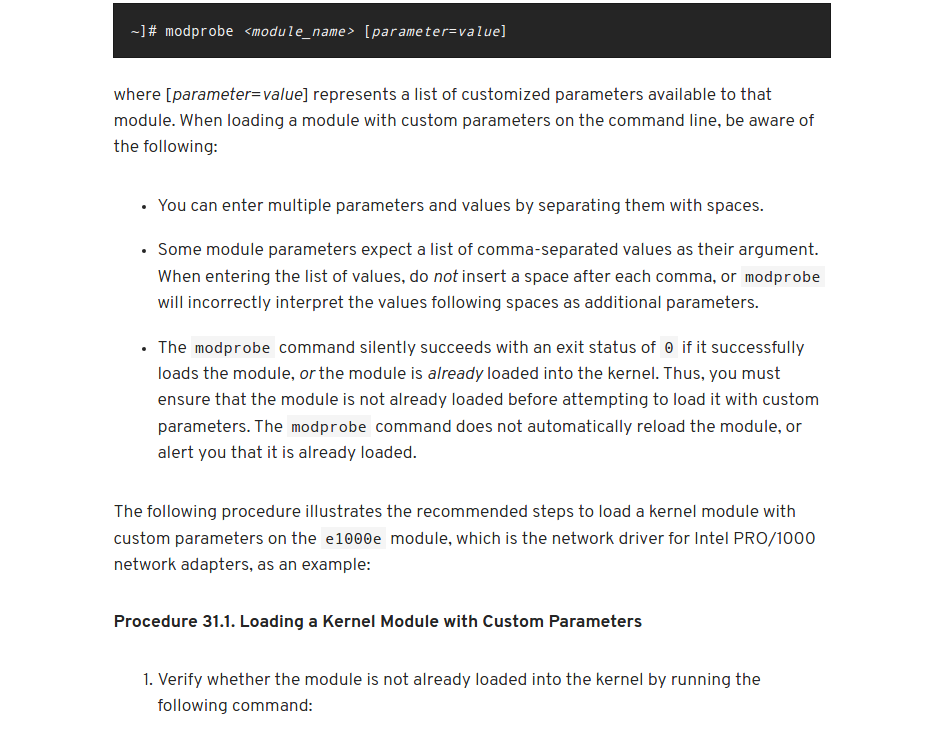 ~]# modprobe <module_name> [parameter=value]
where [parameter=value] represents a list of customized parameters available to that
module. When loading a module with custom parameters on the command line, be aware of
the following:
• You can enter multiple parameters and values by separating them with spaces.
• Some module parameters expect a list of comma-separated values as their argument.
When entering the list of values, do not insert a space after each comma, or modprobe
will incorrectly interpret the values following spaces as additional parameters.
• The modprobe command silently succeeds with an exit status of 0 if it successfully
loads the module, or the module is already loaded into the kernel. Thus, you must
ensure that the module is not already loaded before attempting to load it with custom
parameters. The modprobe command does not automatically reload the module, or
alert you that it is already loaded.
The following procedure illustrates the recommended steps to load a kernel module with
custom parameters on the e1000e module, which is the network driver for Intel PRO/1000
network adapters, as an example:
Procedure 31.1. Loading a Kernel Module with Custom Parameters
1. Verify whether the module is not already loaded into the kernel by running the
following command: